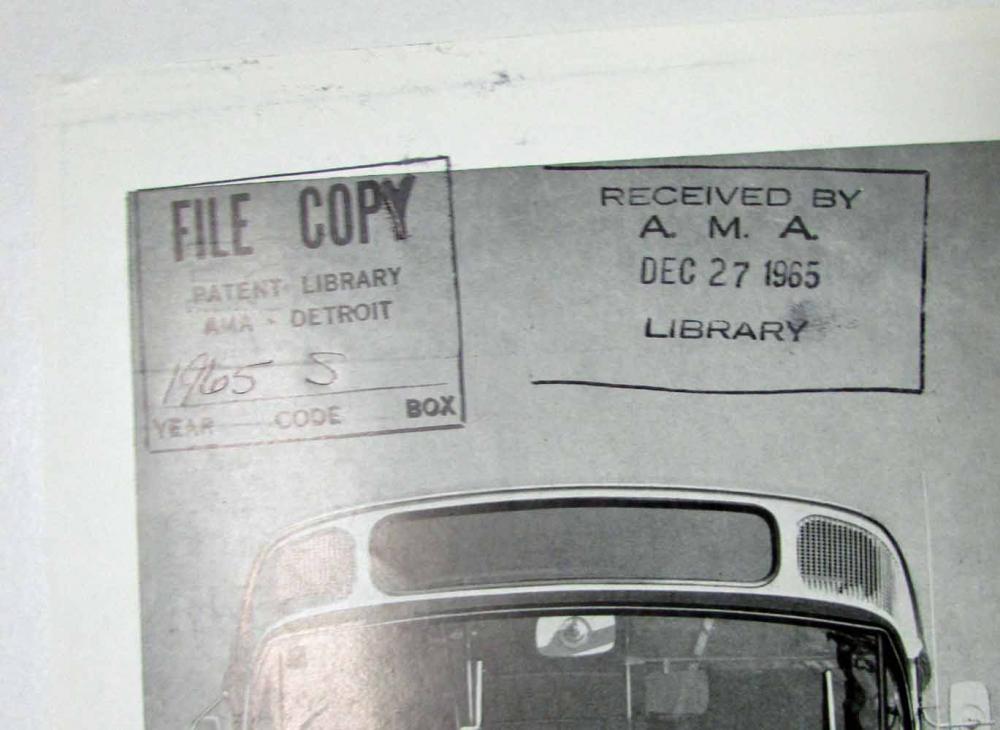 FILE COPY
PATENT LIBRARY
AMA - DETROIT
1965 S
YEAR CODE BOX
RECEIVED BY
A. M. A.
DEC 27 1965
LIBRARY